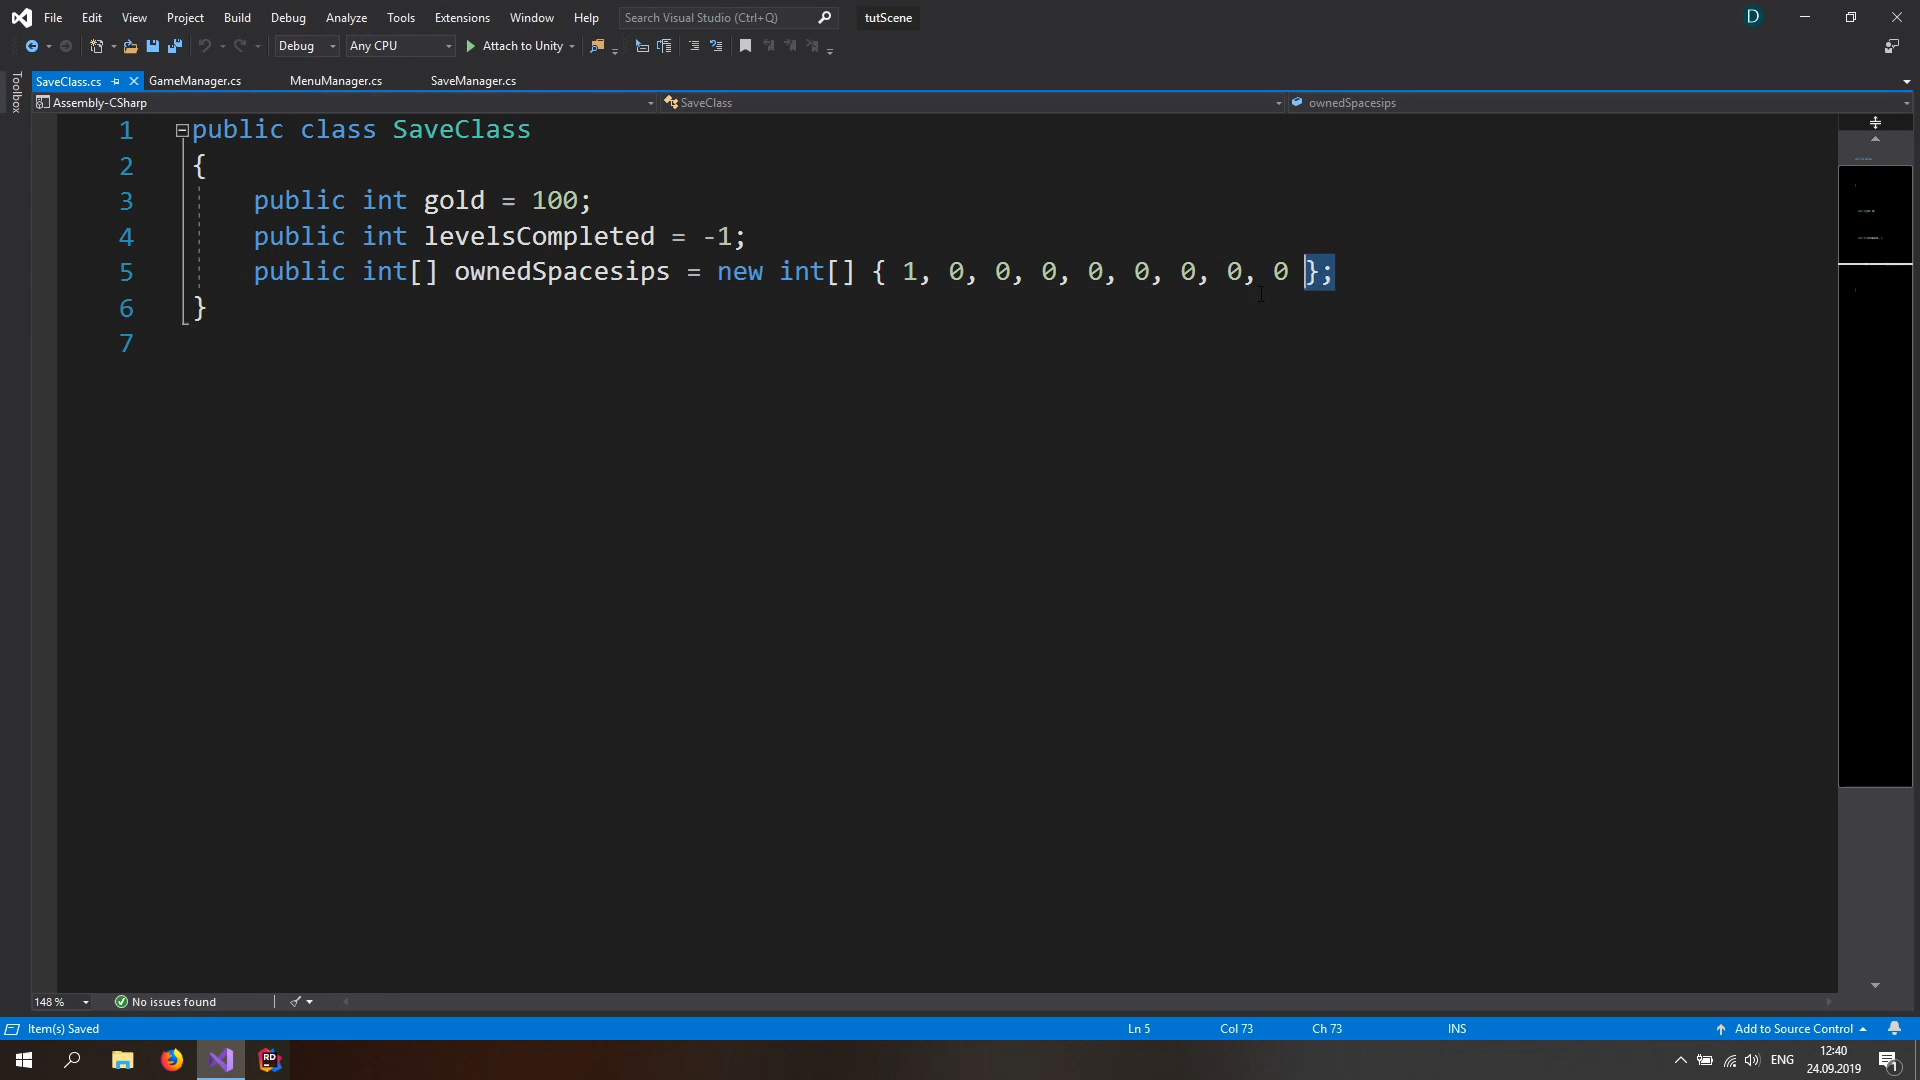 File Edit View Project Build Debug Analyze Tools Extensions Window Help Search Visual Studio (Ctrl+Q) tutScene D
Debug Any CPU Attach to Unity
SaveClass.cs GameManager.cs MenuManager.cs SaveManager.cs
Toolbox
Assembly-CSharp SaveClass ownedSpacesips
1 public class SaveClass
2 {
3 public int gold = 100;
4 public int levelsCompleted = -1;
5 public int[] ownedSpacesips = new int[] { 1, 0, 0, 0, 0, 0, 0, 0, 0 };
6 }
7
148 % No issues found
Item(s) Saved Ln 5 Col 73 Ch 73 INS Add to Source Control
RD ENG 12:40
24.09.2019 1